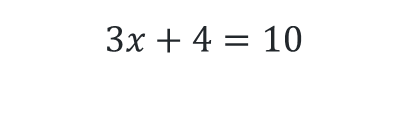 3x + 4 = 10